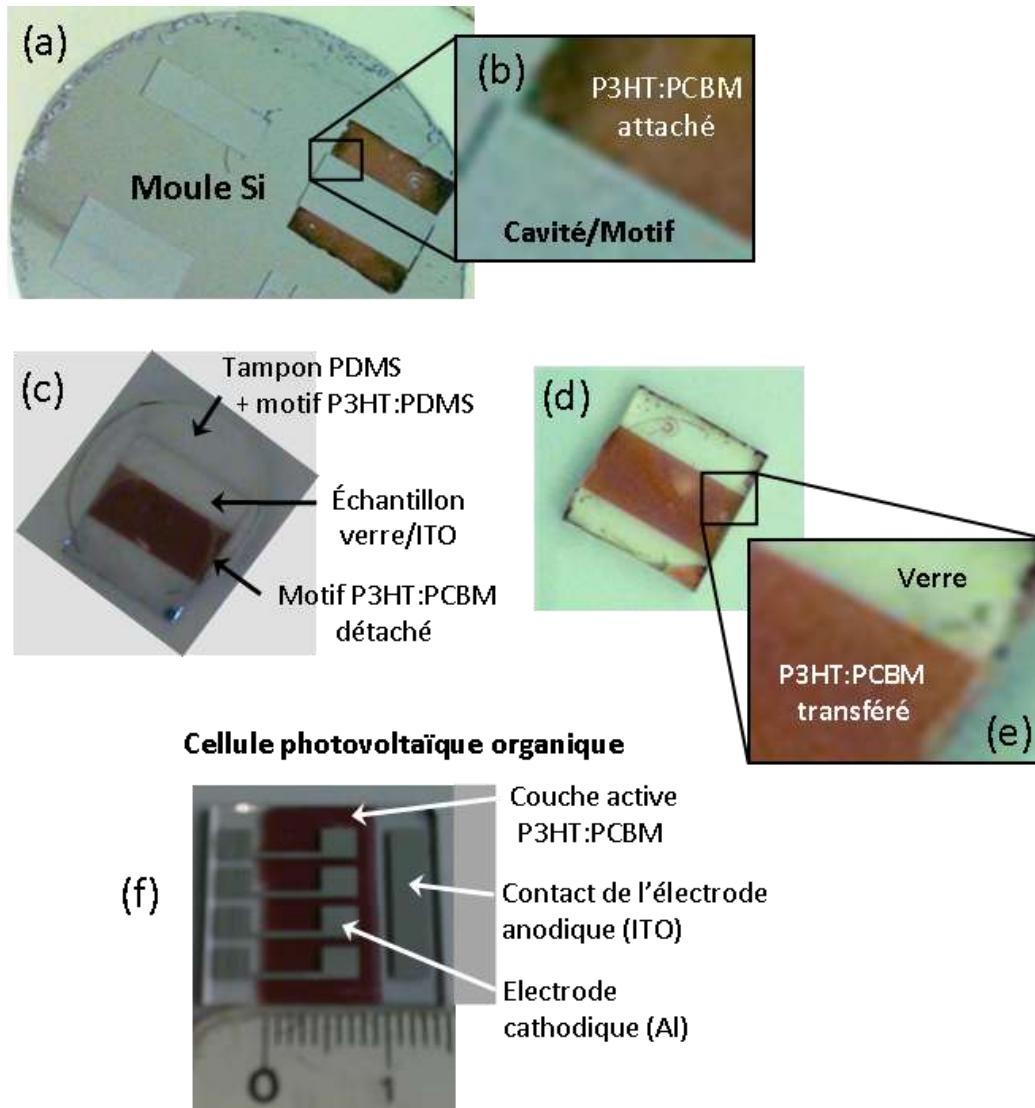 (a)
Moule Si
(b)
P3HT:PCBM
attaché
Cavité/Motif
(c)
Tampon PDMS
+ motif P3HT:PDMS
Échantillon
verre/ITO
Motif P3HT:PCBM
détaché
(d)
Verre
P3HT:PCBM
transféré
(e)
Cellule photovoltaïque organique
(f)
Couche active
P3HT:PCBM
Contact de l'électrode
anodique (ITO)
Electrode
cathodique (Al)
0 1